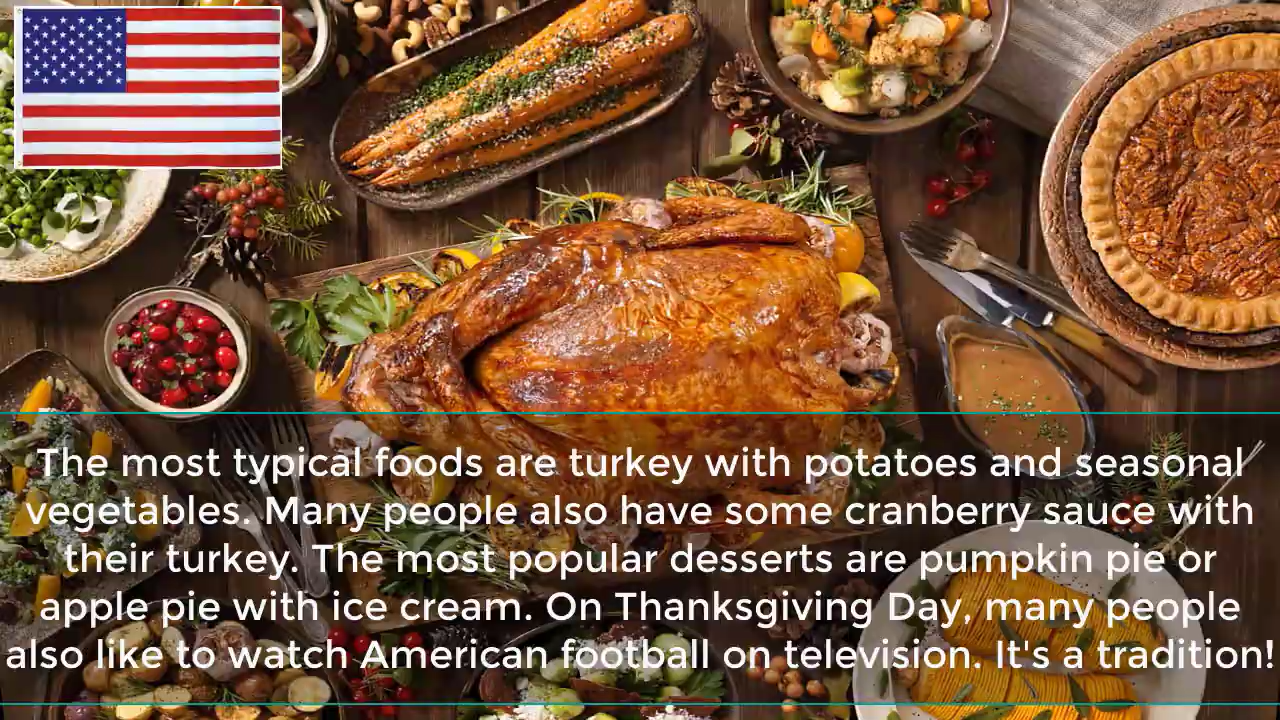 The most typical foods are turkey with potatoes and seasonal
vegetables. Many people also have some cranberry sauce with
their turkey. The most popular desserts are pumpkin pie or
apple pie with ice cream. On Thanksgiving Day, many people
also like to watch American football on television. It's a tradition!